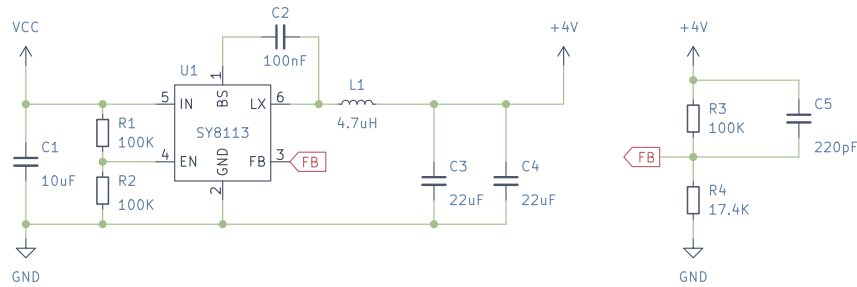 VCC
C2
100nF
+4V
+4V
U1
1
BS
L1
4.7uH
5
IN
LX
6
R1
100K
SY8113
R3
100K
C5
220pF
C1
10uF
4
EN
GND
FB
3
FB
FB
R2
100K
2
C3
22uF
C4
22uF
R4
17.4K
GND
GND